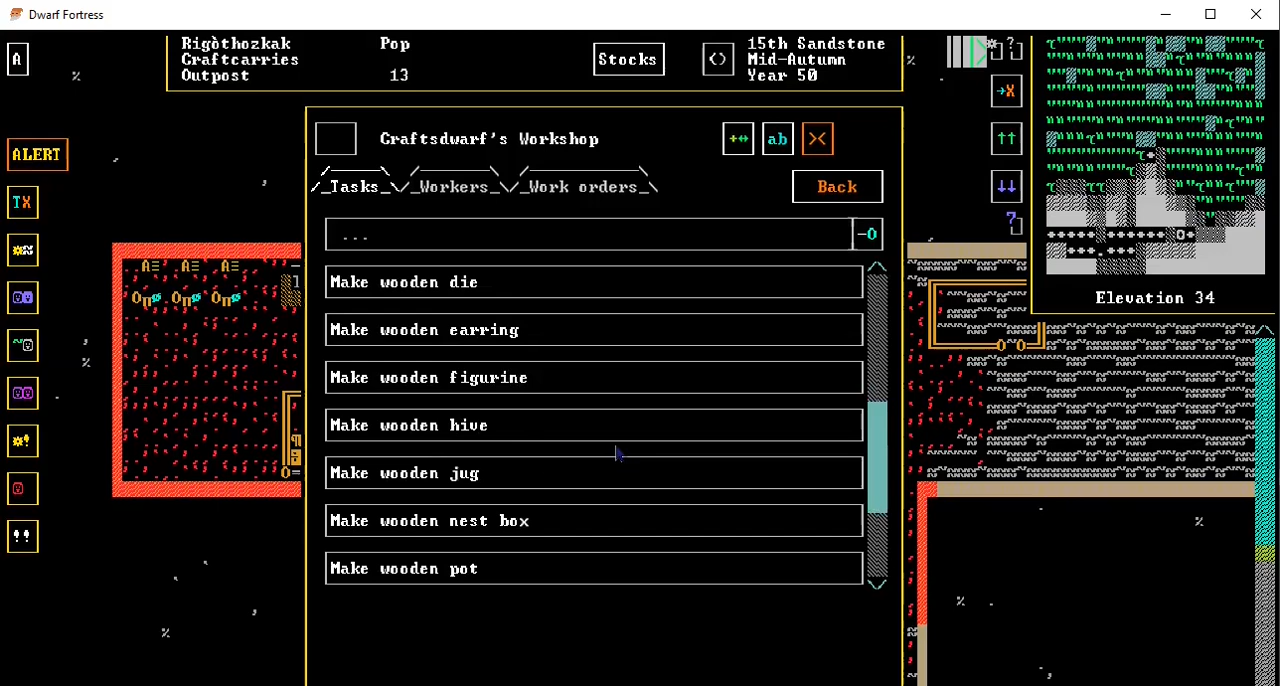 Dwarf Fortress
A
Rigòthozkak
Craftcarries
Outpost
Pop
13
Stocks
15th Sandstone
Mid-Autumn
Year 50
Craftsdwarf's Workshop
ab
ALERT
Tasks
Workers
Work orders
Back
...
Make wooden die
Make wooden earring
Make wooden figurine
Make wooden hive
Make wooden jug
Make wooden nest box
Make wooden pot
Elevation 34